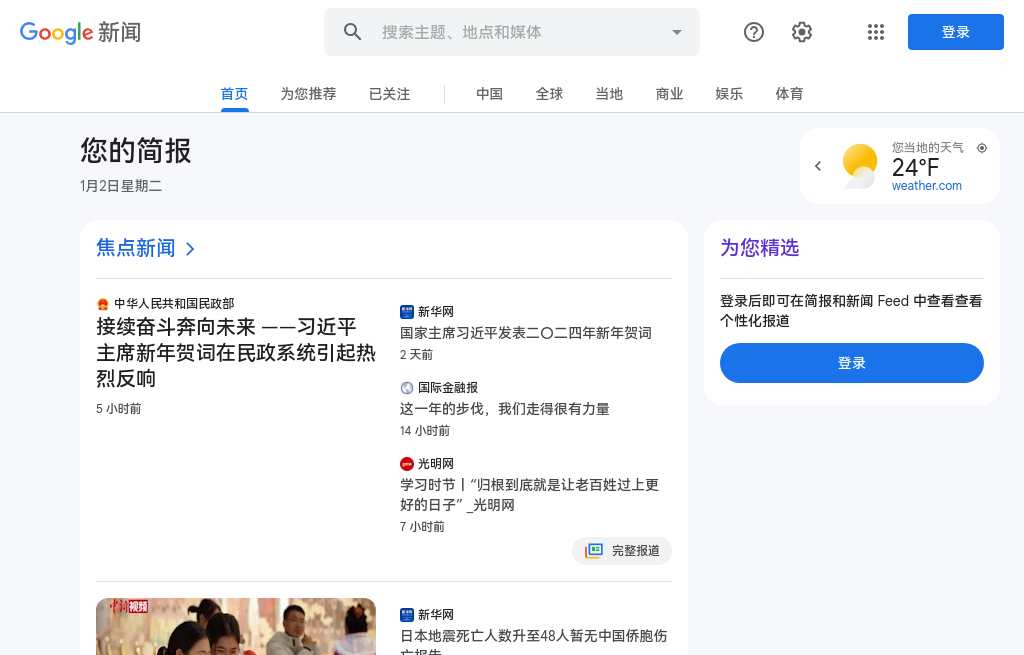 Google 新闻
搜索主题、地点和媒体
登录
首页
为您推荐
已关注
中国
全球
当地
商业
娱乐
体育
您的简报
1月2日星期二
您当地的天气
24°F
weather.com
焦点新闻
中华人民共和国民政部
接续奋斗奔向未来 ——习近平
主席新年贺词在民政系统引起热
烈反响
5 小时前
新华网
国家主席习近平发表二〇二四年新年贺词
2 天前
国际金融报
这一年的步伐，我们走得很有力量
14 小时前
光明网
学习时节丨“归根到底就是让老百姓过上更
好的日子” _光明网
7 小时前
完整报道
为您精选
登录后即可在简报和新闻 Feed 中查看查看
个性化报道
登录
中新视频
新华网
日本地震死亡人数升至48人暂无中国侨胞伤
亡报告